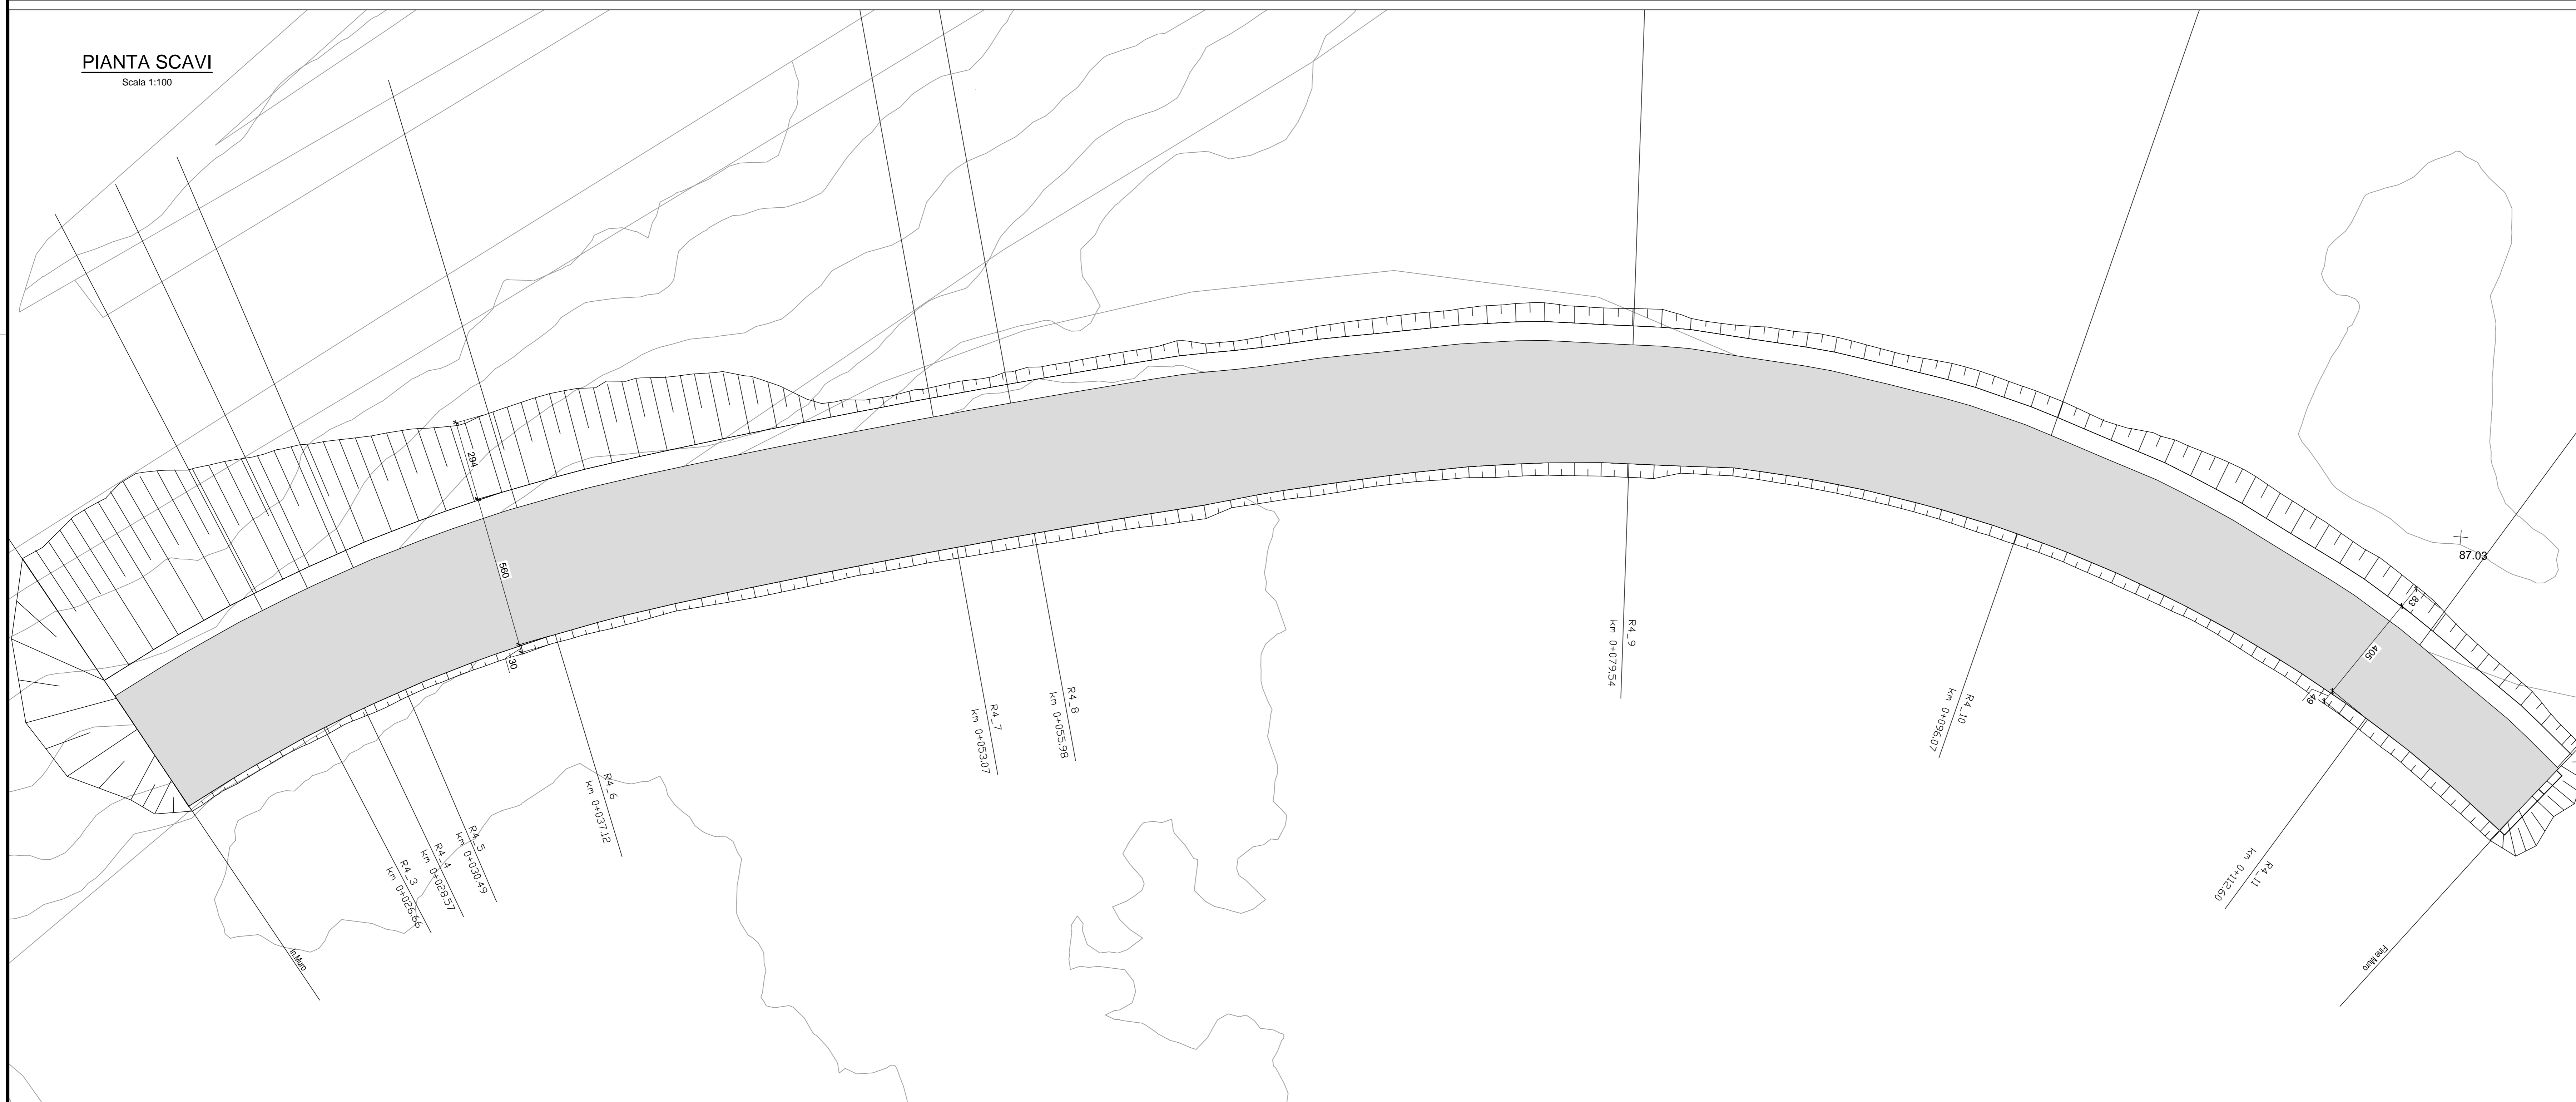 PIANTA SCAVI
Scala 1:100
294
560
30
R4_3
km 0+026.66
R4_4
km 0+028.57
R4_5
km 0+030.49
R4_6
km 0+037.12
R4_7
km 0+053.07
R4_8
km 0+055.98
R4_9
km 0+079.54
R4_10
km 0+096.07
R4_11
km 0+112.60
83
405
49
87.03
In Muro
Fine Muro